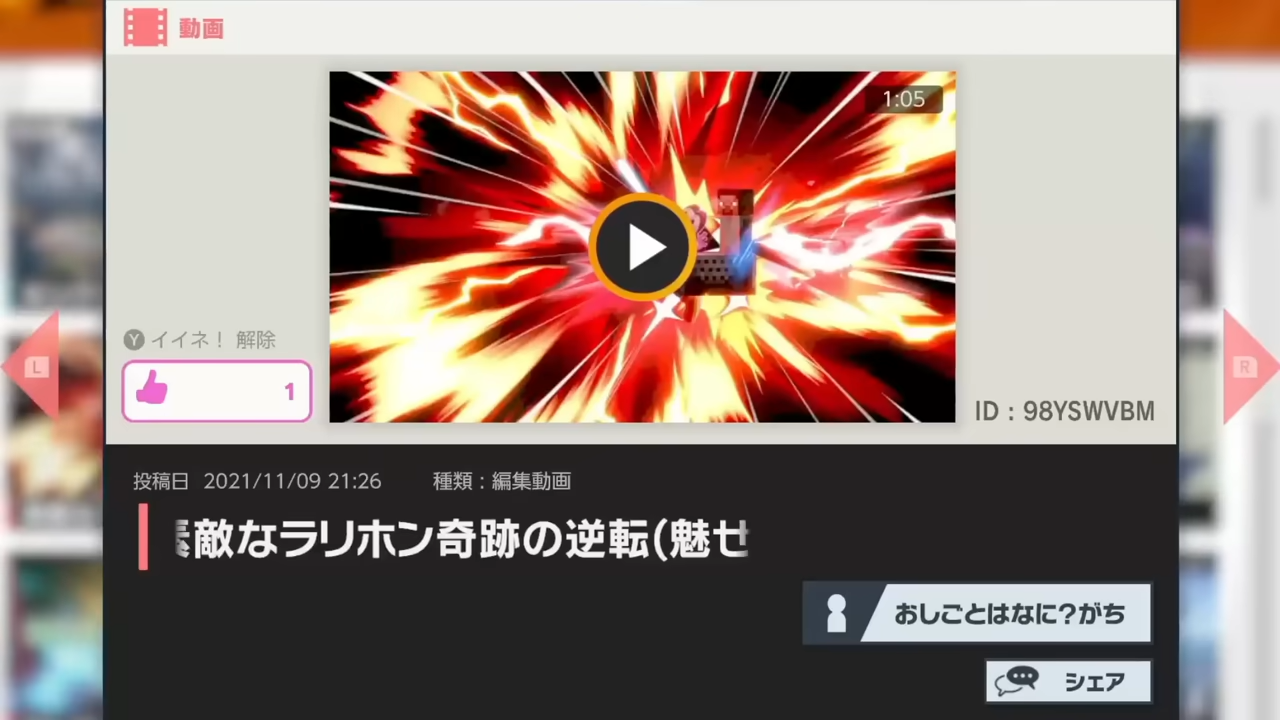 動画
1:05
Y イイネ！ 解除
1
L
R
ID：98YSWVBM
投稿日 2021/11/09 21:26 種類：編集動画
敵なラリホン奇跡の逆転(魅せ
おしごとはなに?がち
シェア